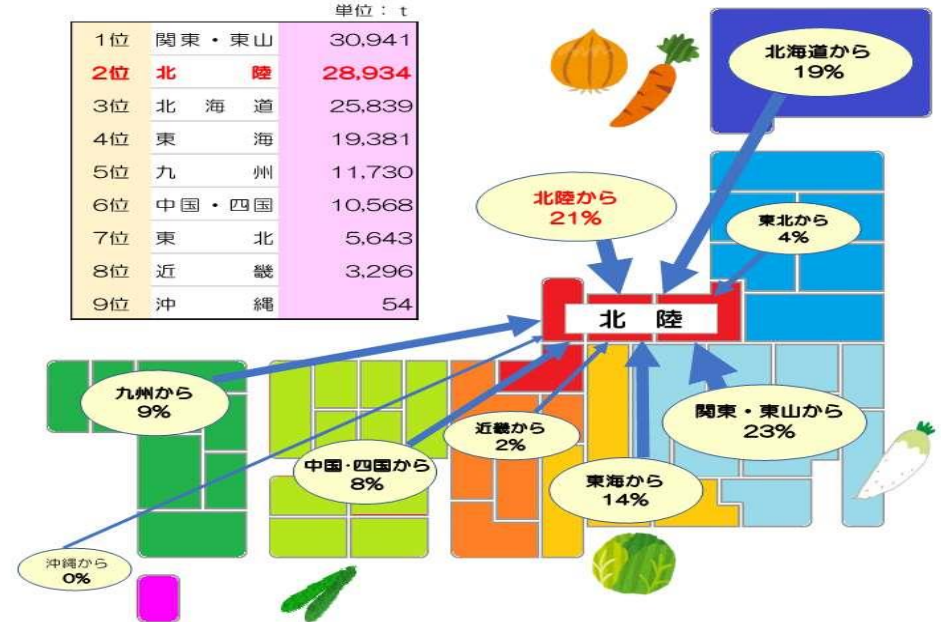 単位：t
1位 関東・東山 30,941
2位 北陸 28,934
3位 北海道 25,839
4位 東海 19,381
5位 九州 11,730
6位 中国・四国 10,568
7位 東北 5,643
8位 近畿 3,296
9位 沖縄 54
北海道から
19%
北陸から
21%
東北から
4%
北陸
九州から
9%
近畿から
2%
関東・東山から
23%
中国・四国から
8%
東海から
14%
沖縄から
0%